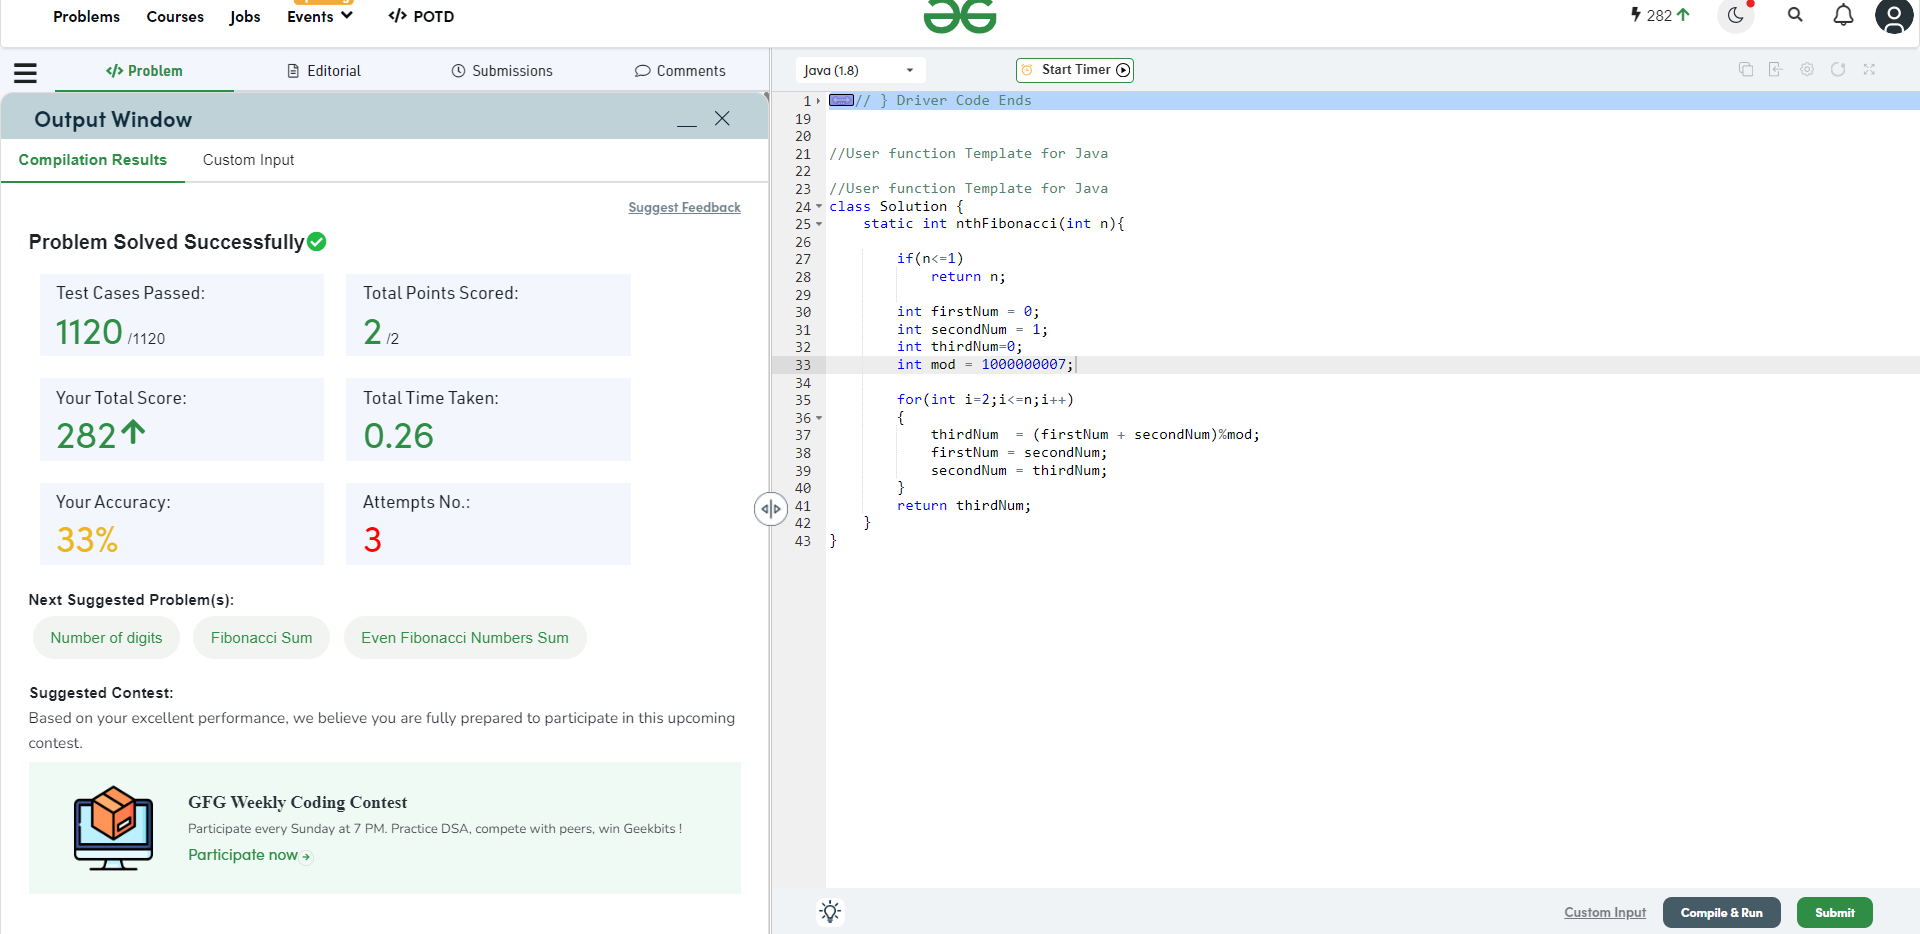 Problems Courses Jobs Events </> POTD
282
</> Problem Editorial Submissions Comments
Output Window
Compilation Results Custom Input
Suggest Feedback
Problem Solved Successfully
Test Cases Passed:
1120 /1120
Total Points Scored:
2 /2
Your Total Score:
282
Total Time Taken:
0.26
Your Accuracy:
33%
Attempts No.:
3
Next Suggested Problem(s):
Number of digits Fibonacci Sum Even Fibonacci Numbers Sum
Suggested Contest:
Based on your excellent performance, we believe you are fully prepared to participate in this upcoming
contest.
GFG Weekly Coding Contest
Participate every Sunday at 7 PM. Practice DSA, compete with peers, win Geekbits !
Participate now
Java (1.8) Start Timer
1 // } Driver Code Ends
19
20
21 //User function Template for Java
22
23 //User function Template for Java
24 class Solution {
25 static int nthFibonacci(int n){
26
27 if(n<=1)
28 return n;
29
30 int firstNum = 0;
31 int secondNum = 1;
32 int thirdNum=0;
33 int mod = 1000000007;
34
35 for(int i=2;i<=n;i++)
36 {
37 thirdNum  = (firstNum + secondNum)%mod;
38 firstNum = secondNum;
39 secondNum = thirdNum;
40 }
41 return thirdNum;
42 }
43 }
Custom Input Compile & Run Submit